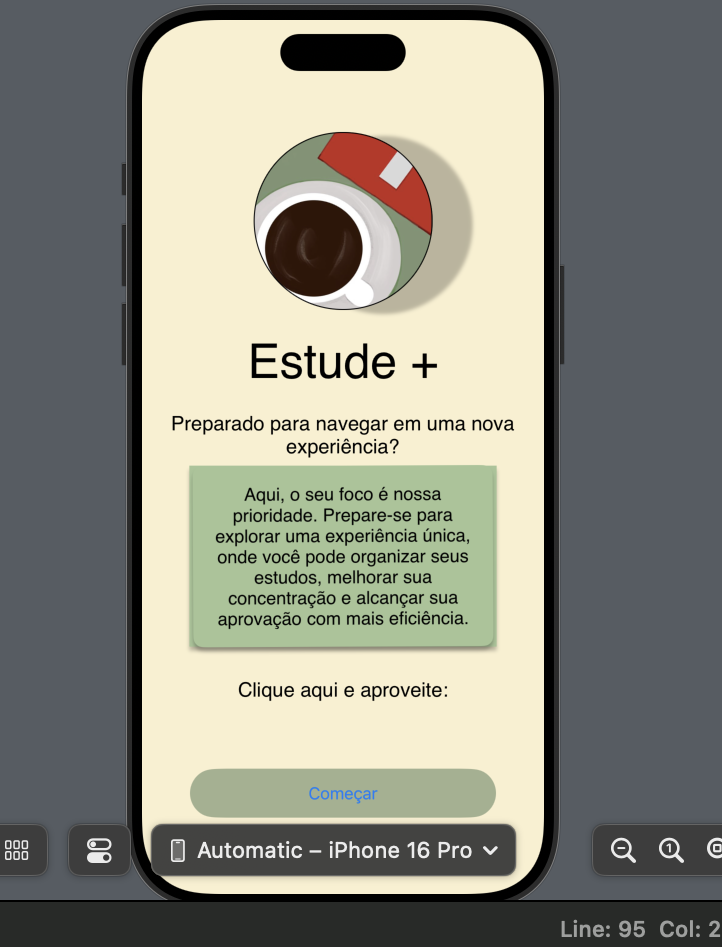 Estude +
Preparado para navegar em uma nova
experiência?
Aqui, o seu foco é nossa
prioridade. Prepare-se para
explorar uma experiência única,
onde você pode organizar seus
estudos, melhorar sua
concentração e alcançar sua
aprovação com mais eficiência.
Clique aqui e aproveite:
Começar
Automatic – iPhone 16 Pro
Line: 95 Col: 2